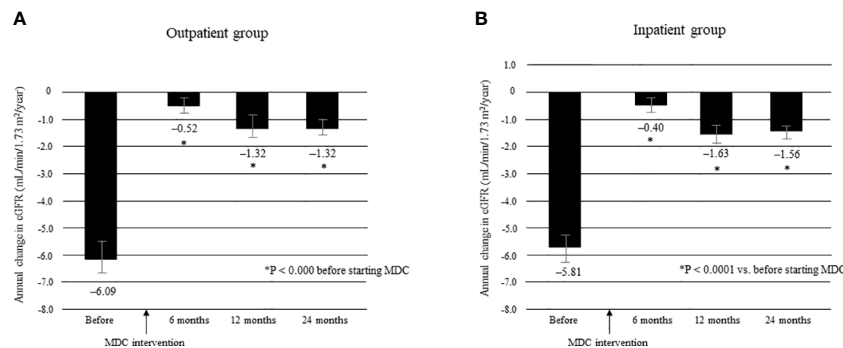 A
Outpatient group
Annual change in eGFR (mL/min/1.73 m²/year)
0
-1.0
-2.0
-3.0
-4.0
-5.0
-6.0
-7.0
-8.0
−6.09
−0.52
*
−1.32
*
−1.32
*
*P < 0.000 before starting MDC
Before
6 months
12 months
24 months
MDC intervention
B
Inpatient group
Annual change in eGFR (mL/min/1.73 m²/year)
1.0
0
-1.0
-2.0
-3.0
-4.0
-5.0
-6.0
-7.0
-8.0
−5.81
−0.40
*
−1.63
*
−1.56
*
*P < 0.0001 vs. before starting MDC
Before
6 months
12 months
24 months
MDC intervention